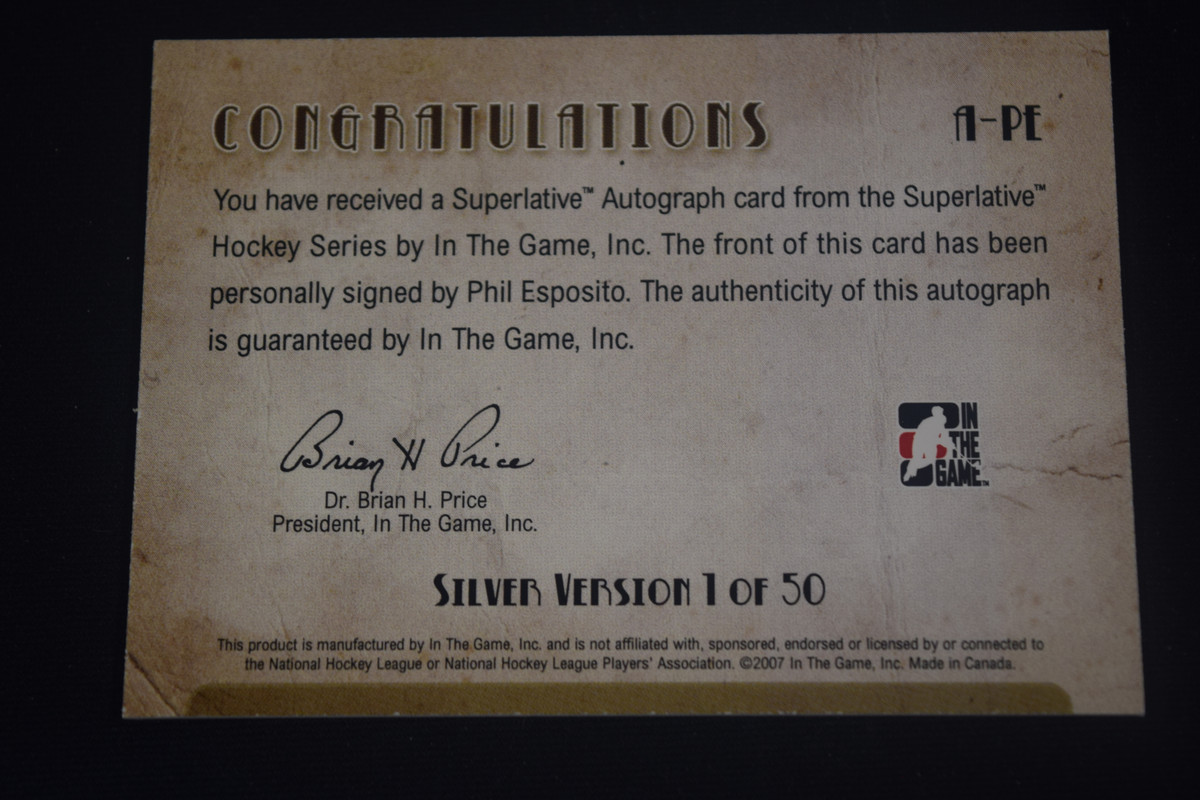 CONGRATULATIONS
A-PE
You have received a Superlative™ Autograph card from the Superlative™
Hockey Series by In The Game, Inc. The front of this card has been
personally signed by Phil Esposito. The authenticity of this autograph
is guaranteed by In The Game, Inc.
Brian H Price
Dr. Brian H. Price
President, In The Game, Inc.
IN
THE
GAME™
SILVER VERSION 1 OF 50
This product is manufactured by In The Game, Inc. and is not affiliated with, sponsored, endorsed or licensed by or connected to
the National Hockey League or National Hockey League Players' Association. ©2007 In The Game, Inc. Made in Canada.